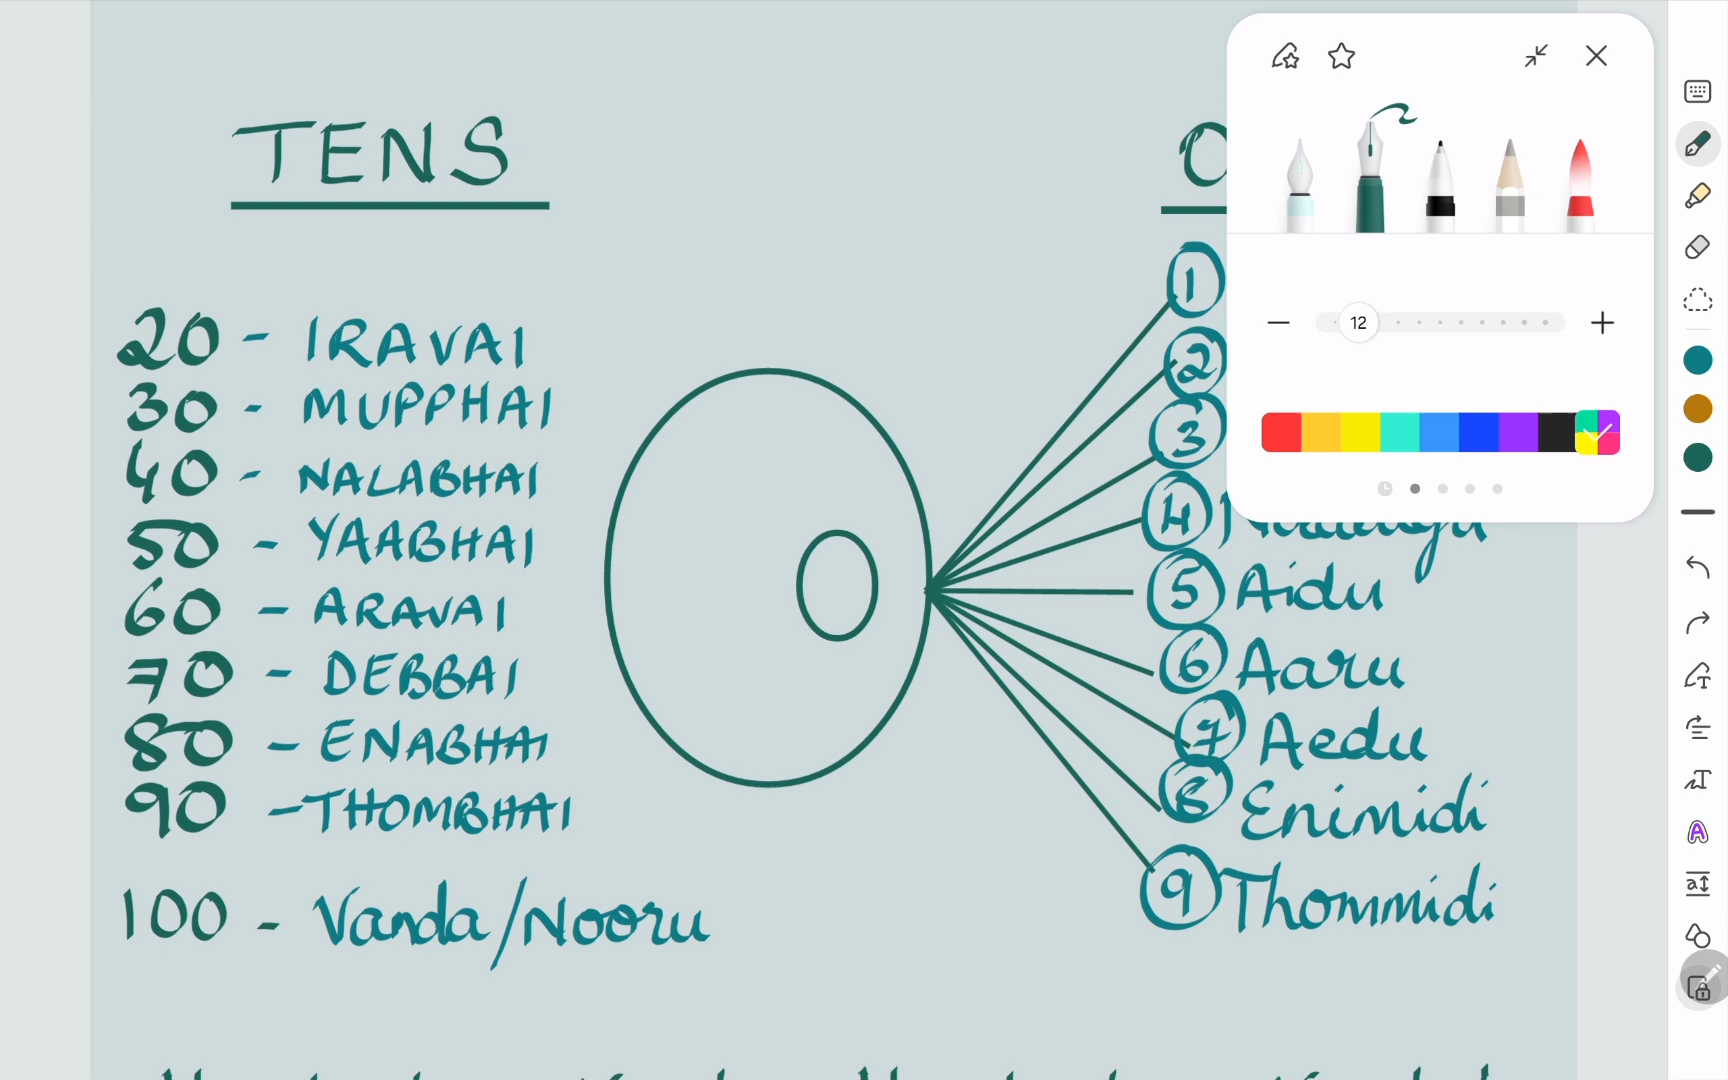 TENS
20 - IRAVAI
30 - MUPPHAI
40 - NALABHAI
50 - YAABHAI
60 - ARAVAI
70 - DEBBAI
80 - ENABHAI
90 - THOMBHAI
100 - Vanda/Nooru
1
2
3
4
5 Aidu
6 Aaru
7 Aedu
8 Enimidi
9 Thommidi
12